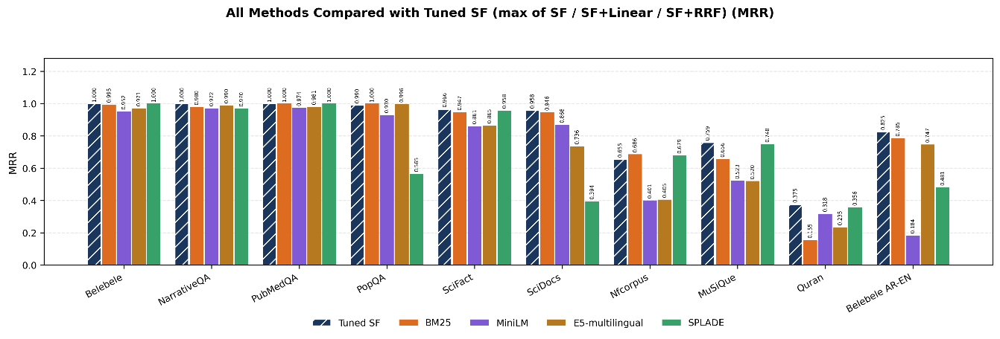 All Methods Compared with Tuned SF (max of SF / SF+Linear / SF+RRF) (MRR)
MRR
1.2
1.0
0.8
0.6
0.4
0.2
0.0
1.000 0.995 0.952 0.971 1.000
1.000 0.980 0.972 0.990 0.970
1.000 1.000 0.974 0.981 1.000
0.990 1.000 0.930 0.996 0.565
0.966 0.947 0.861 0.865 0.958
0.958 0.946 0.868 0.736 0.394
0.655 0.686 0.401 0.405 0.679
0.759 0.656 0.523 0.520 0.748
0.375 0.155 0.318 0.235 0.356
0.825 0.785 0.184 0.747 0.481
Belebele
NarrativeQA
PubMedQA
PopQA
SciFact
SciDocs
Nfcorpus
MuSiQue
Quran
Belebele AR-EN
Tuned SF
BM25
MiniLM
E5-multilingual
SPLADE